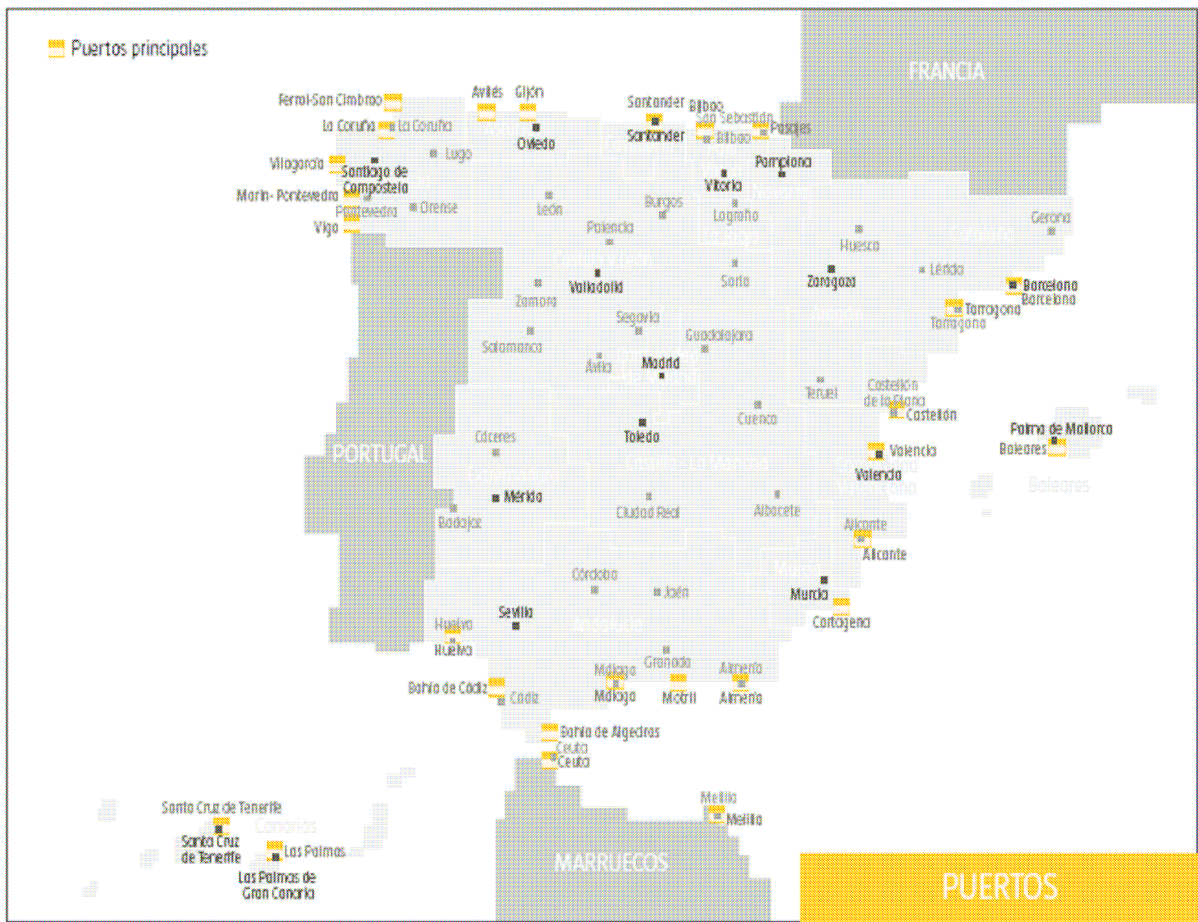 Puertos principales
FRANCIA
Ferrol-San Cibrao
Avilés
Gijón
Santander
Bilbao
San Sebastián
La Coruña
La Coruña
Oviedo
Santander
Bilbao
Pasajes
Lugo
Vilagarcía
Santiago de
Compostela
Vitoria
Pamplona
Marín- Pontevedra
Pontevedra
Orense
León
Burgos
Logroño
Vigo
Palencia
Huesca
Gerona
Valladolid
Soria
Zaragoza
Lérida
Zamora
Barcelona
Barcelona
Segovia
Tarragona
Tarragona
Salamanca
Guadalajara
Ávila
Madrid
Teruel
Castellón
de la Plana
Castellón
Cuenca
Toledo
Cáceres
PORTUGAL
Palma de Mallorca
Baleares
Baleares
Valencia
Valencia
Mérida
Badajoz
Ciudad Real
Albacete
Alicante
Alicante
Córdoba
Jaén
Murcia
Murcia
Cartagena
Sevilla
Huelva
Huelva
Granada
Málaga
Málaga
Motril
Almería
Almería
Bahía de Cádiz
Cádiz
Bahía de Algeciras
Ceuta
Ceuta
Melilla
Melilla
Santa Cruz de Tenerife
Canarias
Santa Cruz
de Tenerife
Las Palmas
Las Palmas de
Gran Canaria
MARRUECOS
PUERTOS